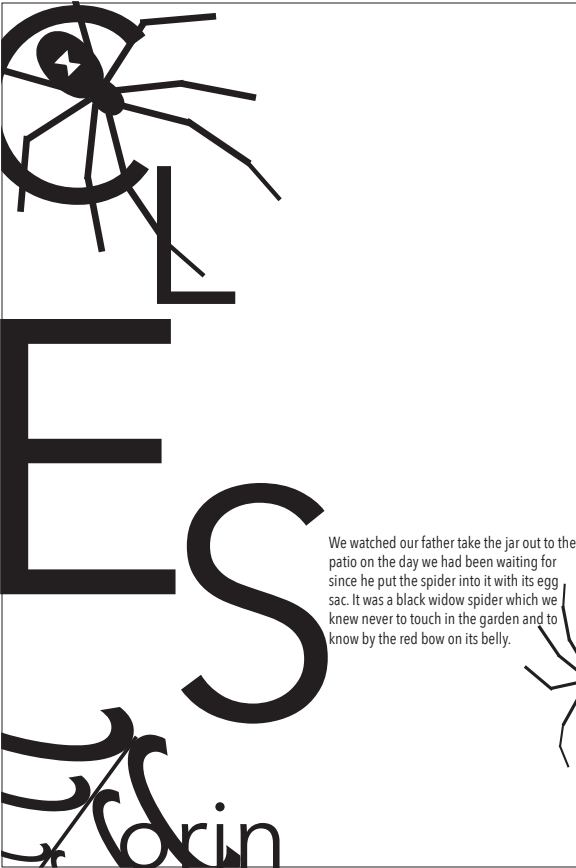 C
L
E
S
We watched our father take the jar out to the
patio on the day we had been waiting for
since he put the spider into it with its egg
sac. It was a black widow spider which we
knew never to touch in the garden and to
know by the red bow on its belly.
orin